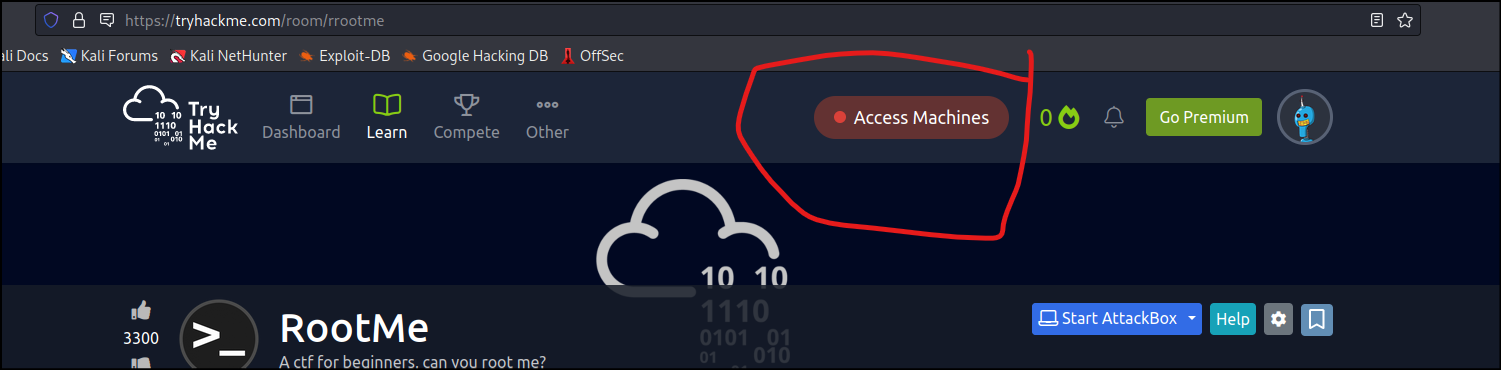 https://tryhackme.com/room/rrootme
ali Docs Kali Forums Kali NetHunter Exploit-DB Google Hacking DB OffSec
10 10
1110
0101 01
01 010
01
Try
Hack
Me
Dashboard Learn Compete Other
Access Machines 0 Go Premium
10 10
1110
0101 01
01 010
3300
>_
RootMe
A ctf for beginners, can you root me?
Start AttackBox Help